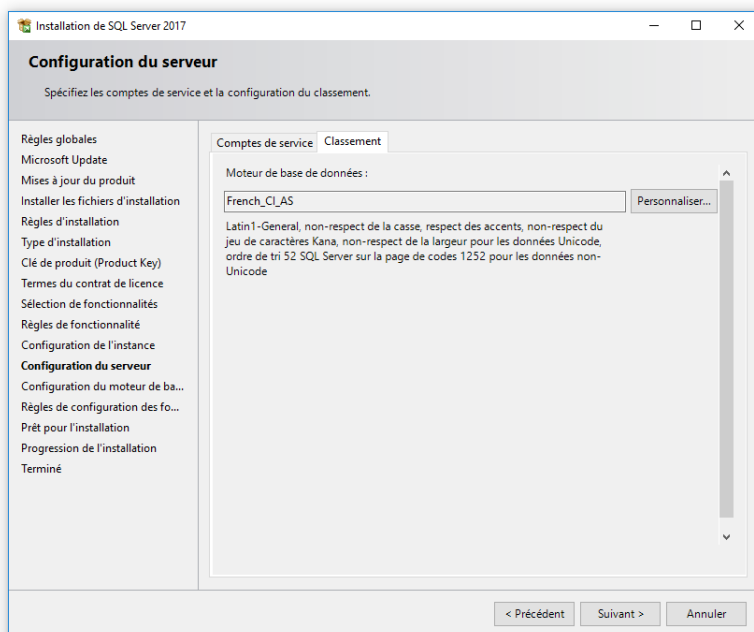 Installation de SQL Server 2017
Configuration du serveur
Spécifiez les comptes de service et la configuration du classement.
Règles globales
Microsoft Update
Mises à jour du produit
Installer les fichiers d'installation
Règles d'installation
Type d'installation
Clé de produit (Product Key)
Termes du contrat de licence
Sélection de fonctionnalités
Règles de fonctionnalité
Configuration de l'instance
Configuration du serveur
Configuration du moteur de ba...
Règles de configuration des fo...
Prêt pour l'installation
Progression de l'installation
Terminé
Comptes de service Classement
Moteur de base de données :
French_CI_AS Personnaliser...
Latin1-General, non-respect de la casse, respect des accents, non-respect du
jeu de caractères Kana, non-respect de la largeur pour les données Unicode,
ordre de tri 52 SQL Server sur la page de codes 1252 pour les données non-
Unicode
< Précédent Suivant > Annuler